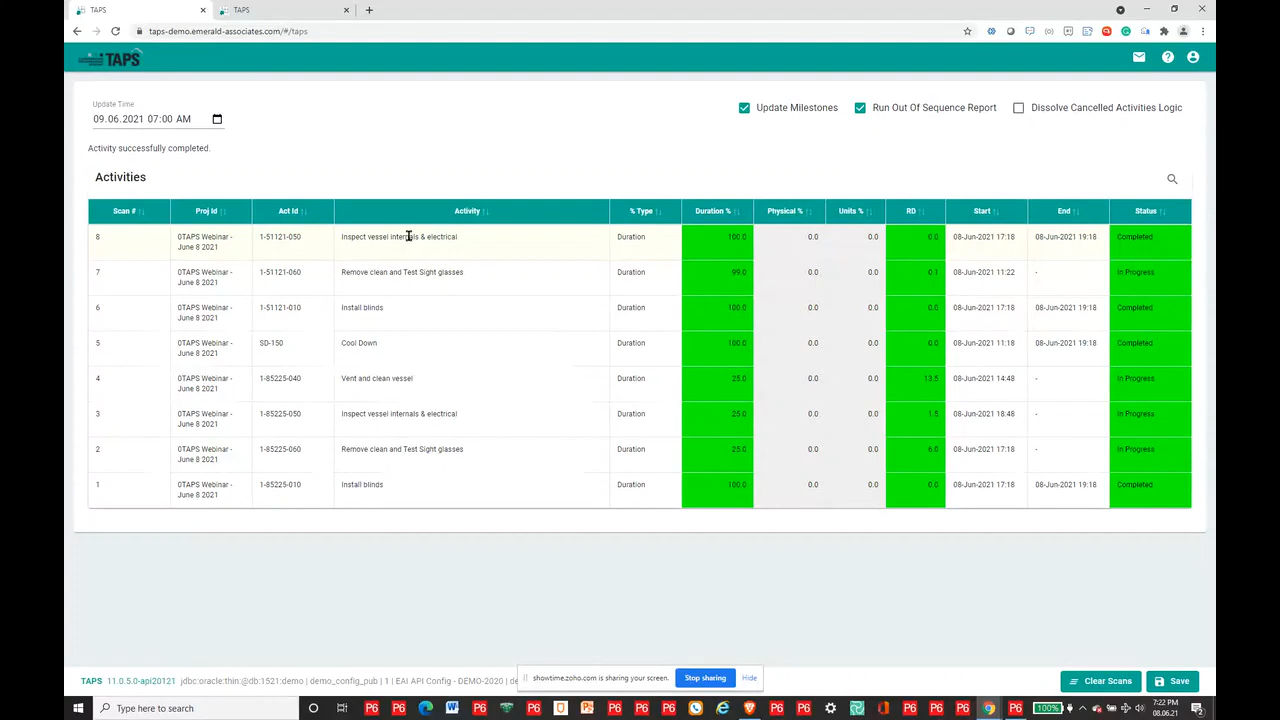 TAPS
TAPS
taps-demo.emerald-associates.com/#/taps
TAPS
Update Time
09.06.2021 07:00 AM
Update Milestones
Run Out Of Sequence Report
Dissolve Cancelled Activities Logic
Activity successfully completed.
Activities
Scan # Proj Id Act Id Activity % Type Duration % Physical % Units % RD Start End Status
8 0TAPS Webinar - June 8 2021 1-51121-050 Inspect vessel internals & electrical Duration 100.0 0.0 0.0 0.0 08-Jun-2021 17:18 08-Jun-2021 19:18 Completed
7 0TAPS Webinar - June 8 2021 1-51121-060 Remove clean and Test Sight glasses Duration 99.0 0.0 0.0 0.1 08-Jun-2021 11:22 - In Progress
6 0TAPS Webinar - June 8 2021 1-51121-010 Install blinds Duration 100.0 0.0 0.0 0.0 08-Jun-2021 17:18 08-Jun-2021 19:18 Completed
5 0TAPS Webinar - June 8 2021 SD-150 Cool Down Duration 100.0 0.0 0.0 0.0 08-Jun-2021 11:18 08-Jun-2021 19:18 Completed
4 0TAPS Webinar - June 8 2021 1-85225-040 Vent and clean vessel Duration 25.0 0.0 0.0 13.5 08-Jun-2021 14:48 - In Progress
3 0TAPS Webinar - June 8 2021 1-85225-050 Inspect vessel internals & electrical Duration 25.0 0.0 0.0 1.5 08-Jun-2021 18:48 - In Progress
2 0TAPS Webinar - June 8 2021 1-85225-060 Remove clean and Test Sight glasses Duration 25.0 0.0 0.0 6.0 08-Jun-2021 17:18 - In Progress
1 0TAPS Webinar - June 8 2021 1-85225-010 Install blinds Duration 100.0 0.0 0.0 0.0 08-Jun-2021 17:18 08-Jun-2021 19:18 Completed
TAPS 11.0.5.0-api20121 jdbc:oracle:thin:@db:1521:demo | demo_config_pub | 1 | EAI API Config - DEMO-2020 | de
showtime.zoho.com is sharing your screen. Stop sharing Hide
Clear Scans Save
Type here to search
P6 P6 P6 P6 P6 P6 P6 P6 P6 P6 P6 P6
100%
7:22 PM
08.06.21